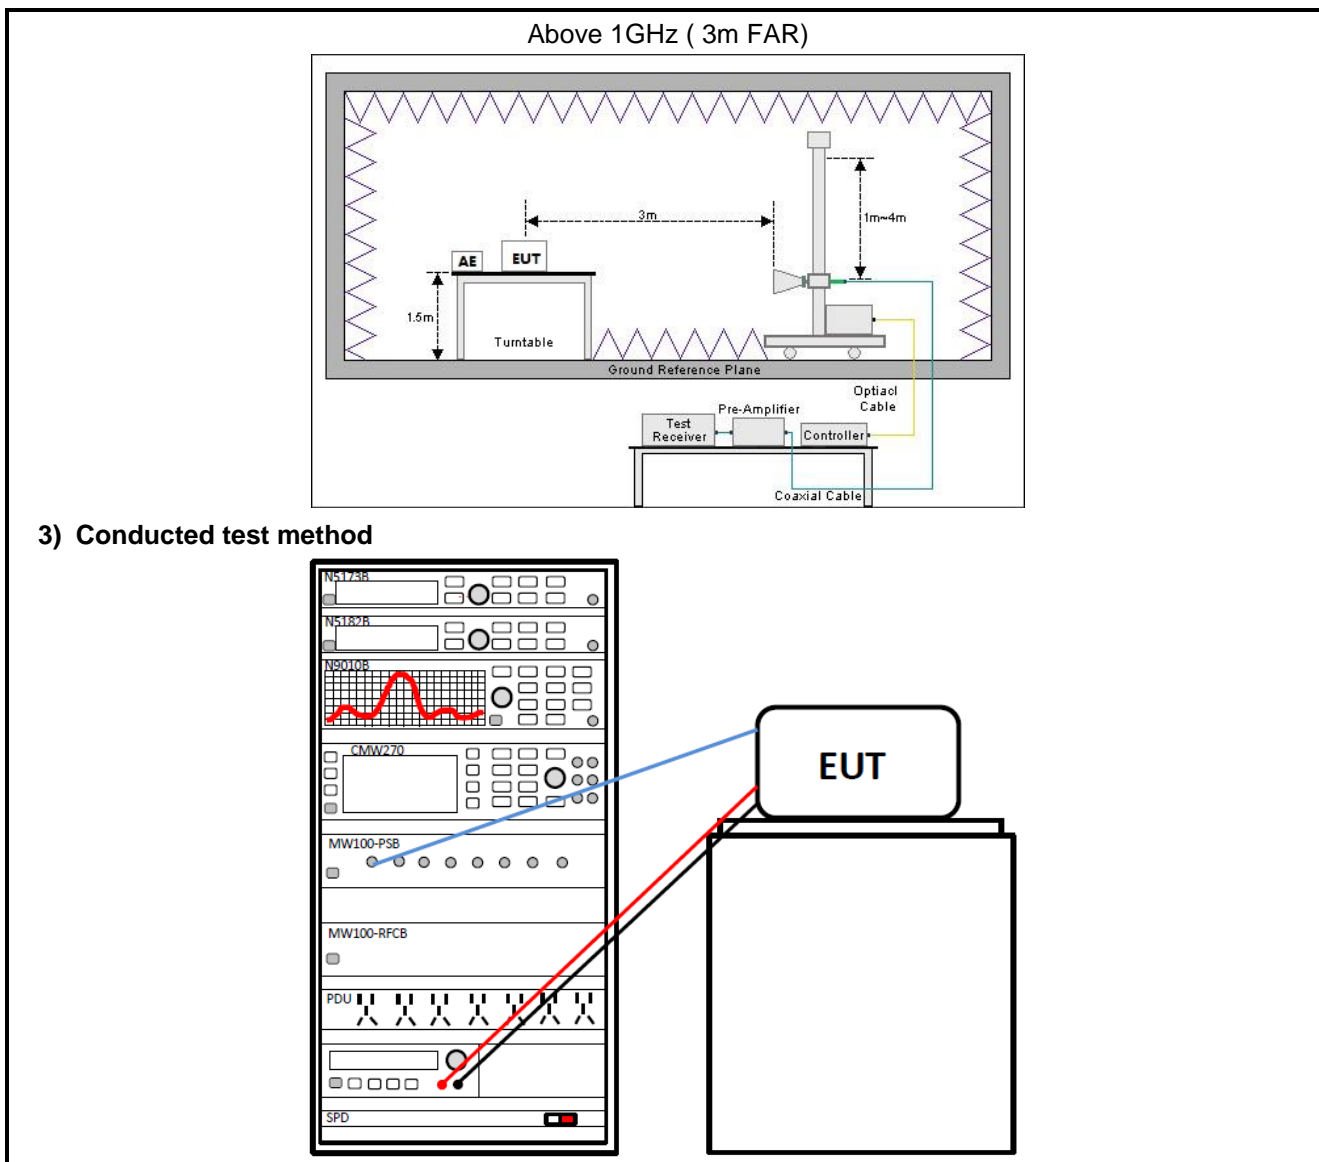 Above 1GHz ( 3m FAR)
3m
1m~4m
AE
EUT
1.5m
Turntable
Ground Reference Plane
Optiacl
Cable
Pre-Amplifier
Test
Receiver
Controller
Coaxial Cable
3) Conducted test method
N5173B
N5182B
N9010B
CMW270
EUT
MW100-PSB
MW100-RFCB
PDU
SPD